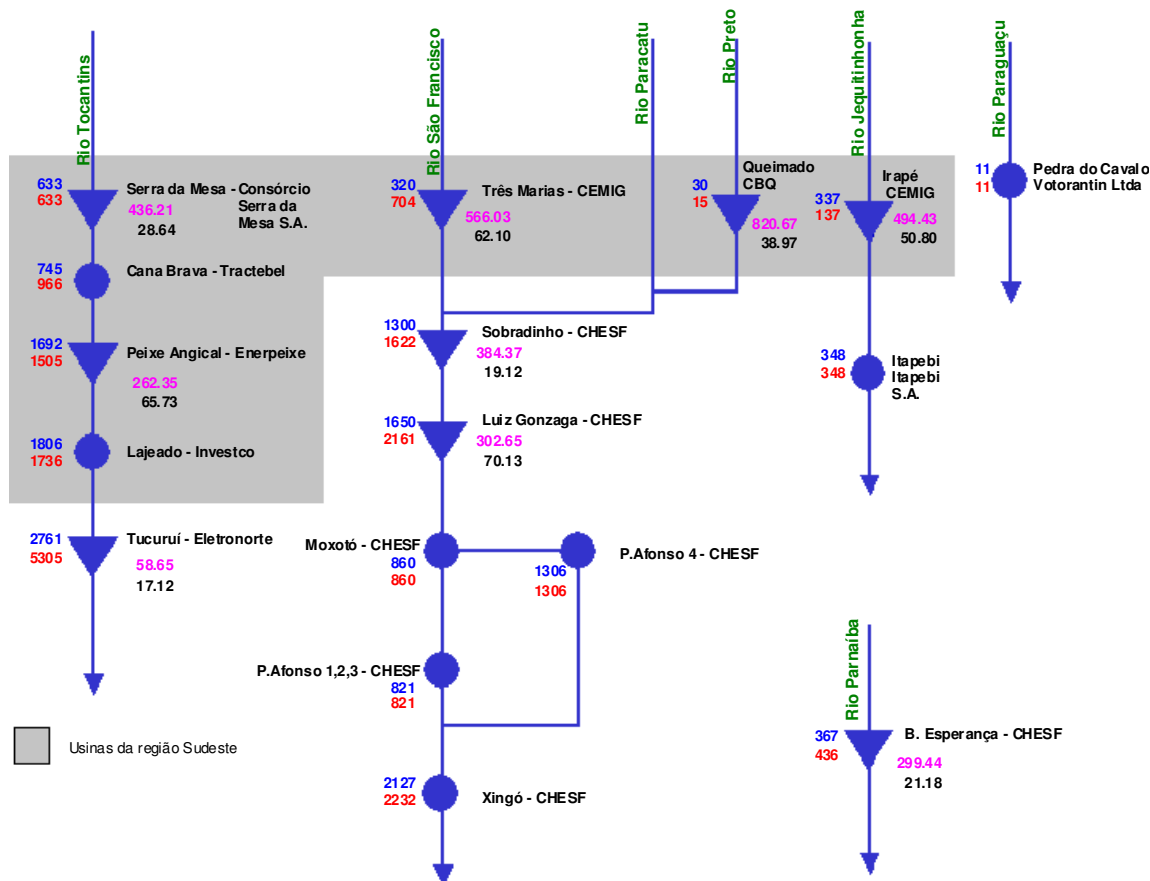 Rio Tocantins
633
633
Serra da Mesa - Consórcio
Serra da
Mesa S.A.
436.21
28.64
745
966
Cana Brava - Tractebel
1692
1505
Peixe Angical - Enerpeixe
262.35
65.73
1806
1736
Lajeado - Investco
2761
5305
Tucuruí - Eletronorte
58.65
17.12
Rio São Francisco
320
704
Três Marias - CEMIG
566.03
62.10
Rio Paracatu
Rio Preto
Queimado
CBQ
30
15
820.67
38.97
1300
1622
Sobradinho - CHESF
384.37
19.12
1650
2161
Luiz Gonzaga - CHESF
302.65
70.13
Moxotó - CHESF
860
860
P.Afonso 4 - CHESF
1306
1306
P.Afonso 1,2,3 - CHESF
821
821
2127
2232
Xingó - CHESF
Rio Jequitinhonha
Irapé
CEMIG
337
137
494.43
50.80
348
348
Itapebi
Itapebi
S.A.
Rio Paraguaçu
11
11
Pedra do Cavalo
Votorantin Ltda
Rio Parnaíba
367
436
B. Esperança - CHESF
299.44
21.18
Usinas da região Sudeste